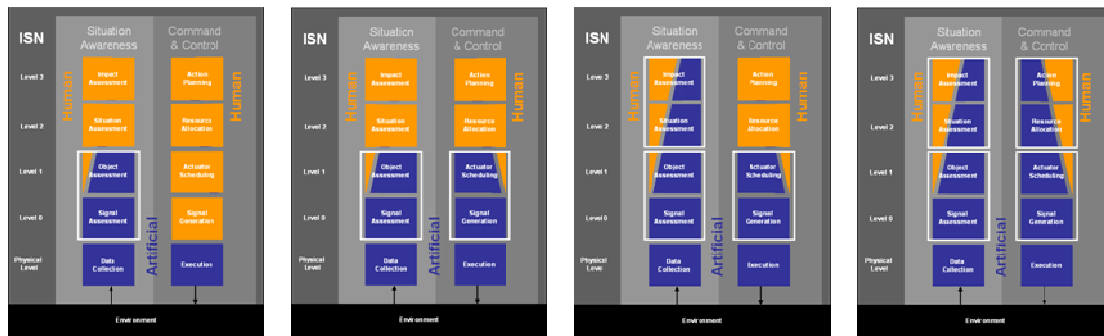 ISN
Situation Awareness
Command & Control
Level 3
Impact Assessment
Action Planning
Human
Human
Level 2
Situation Assessment
Resource Allocation
Level 1
Object Assessment
Actuator Scheduling
Level 0
Signal Assessment
Signal Generation
Artificial
Physical Level
Data Collection
Execution
Environment
ISN
Situation Awareness
Command & Control
Level 3
Impact Assessment
Action Planning
Human
Human
Level 2
Situation Assessment
Resource Allocation
Level 1
Object Assessment
Actuator Scheduling
Level 0
Signal Assessment
Signal Generation
Artificial
Physical Level
Data Collection
Execution
Environment
ISN
Situation Awareness
Command & Control
Level 3
Impact Assessment
Action Planning
Human
Human
Level 2
Situation Assessment
Resource Allocation
Level 1
Object Assessment
Actuator Scheduling
Level 0
Signal Assessment
Signal Generation
Artificial
Physical Level
Data Collection
Execution
Environment
ISN
Situation Awareness
Command & Control
Level 3
Impact Assessment
Action Planning
Human
Human
Level 2
Situation Assessment
Resource Allocation
Level 1
Object Assessment
Actuator Scheduling
Level 0
Signal Assessment
Signal Generation
Artificial
Physical Level
Data Collection
Execution
Environment